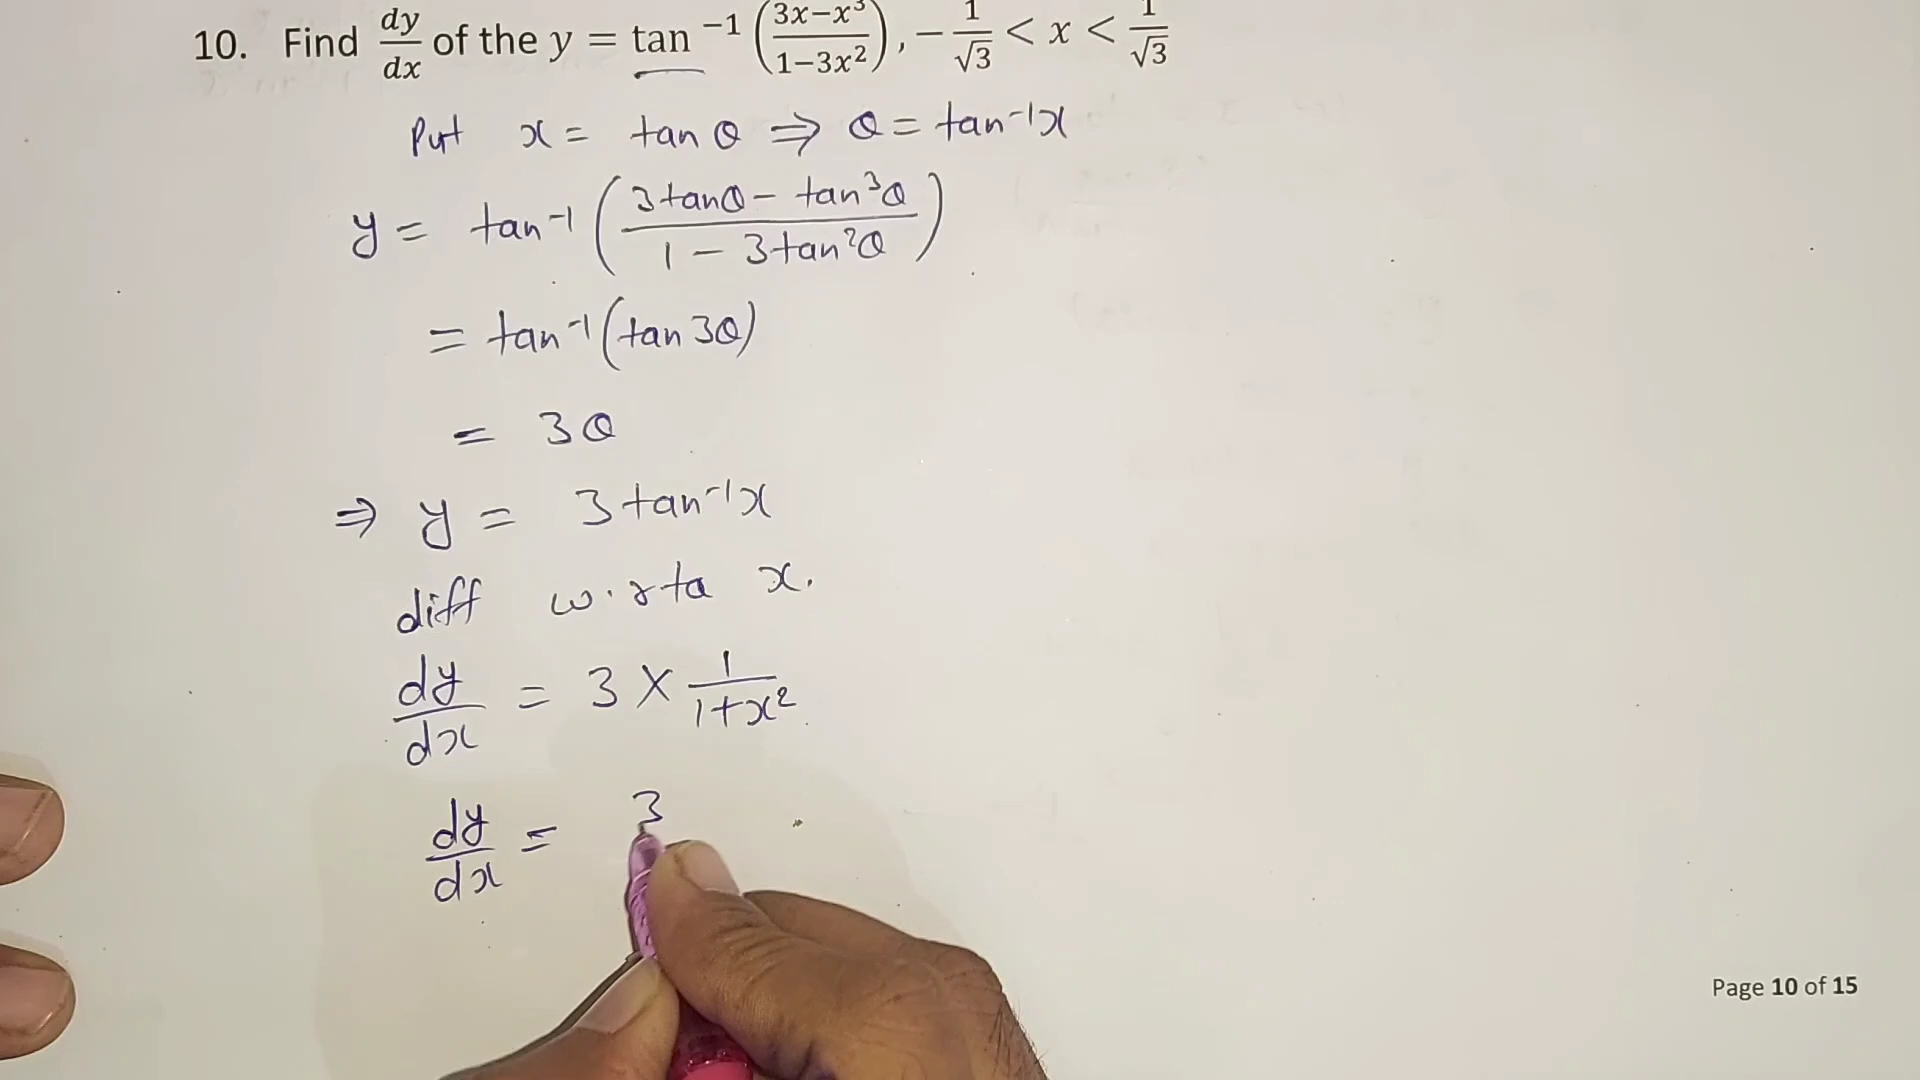 10. Find dy/dx of the y = tan⁻¹((3x−x³)/(1−3x²)), −1/√3 < x < 1/√3
Put x = tan θ ⇒ θ = tan⁻¹x
y = tan⁻¹((3tanθ − tan³θ)/(1 − 3tan²θ))
= tan⁻¹(tan 3θ)
= 3θ
⇒ y = 3 tan⁻¹x
diff w.r.to x.
dy/dx = 3 × 1/(1+x²)
dy/dx = 3
Page 10 of 15